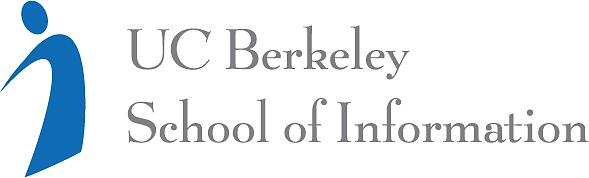 UC Berkeley
School of Information